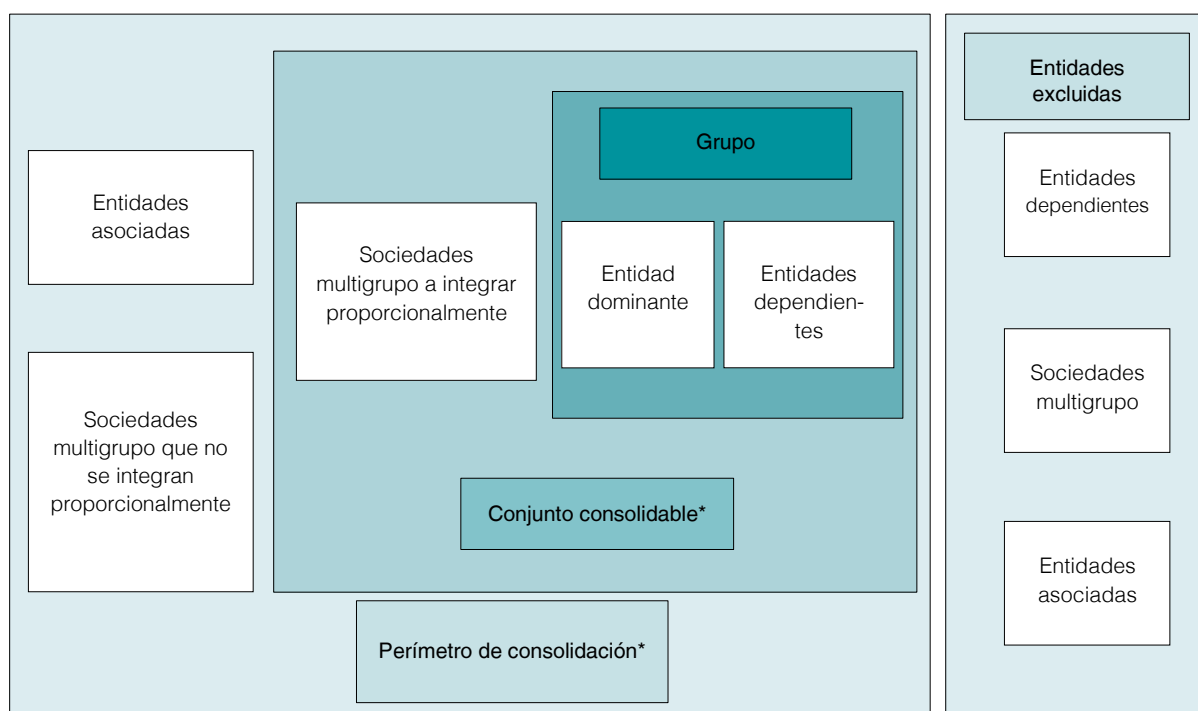 Entidades
asociadas
Sociedades
multigrupo que no
se integran
proporcionalmente
Sociedades
multigrupo a integrar
proporcionalmente
Grupo
Entidad
dominante
Entidades
dependien-
tes
Conjunto consolidable*
Perímetro de consolidación*
Entidades
excluidas
Entidades
dependientes
Sociedades
multigrupo
Entidades
asociadas